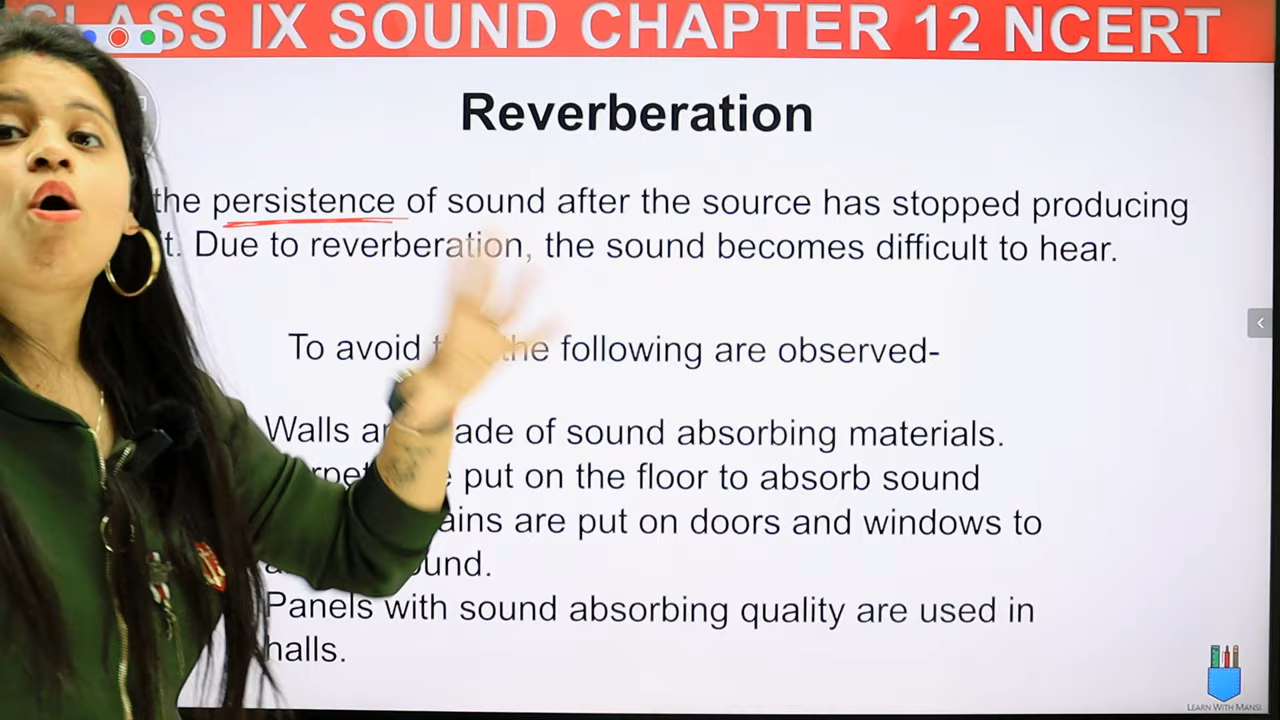 CLASS IX SOUND CHAPTER 12 NCERT
Reverberation
the persistence of sound after the source has stopped producing
it. Due to reverberation, the sound becomes difficult to hear.
To avoid the following are observed-
Walls made of sound absorbing materials.
put on the floor to absorb sound
are put on doors and windows to
sound.
Panels with sound absorbing quality are used in
halls.
LEARN WITH MANSI